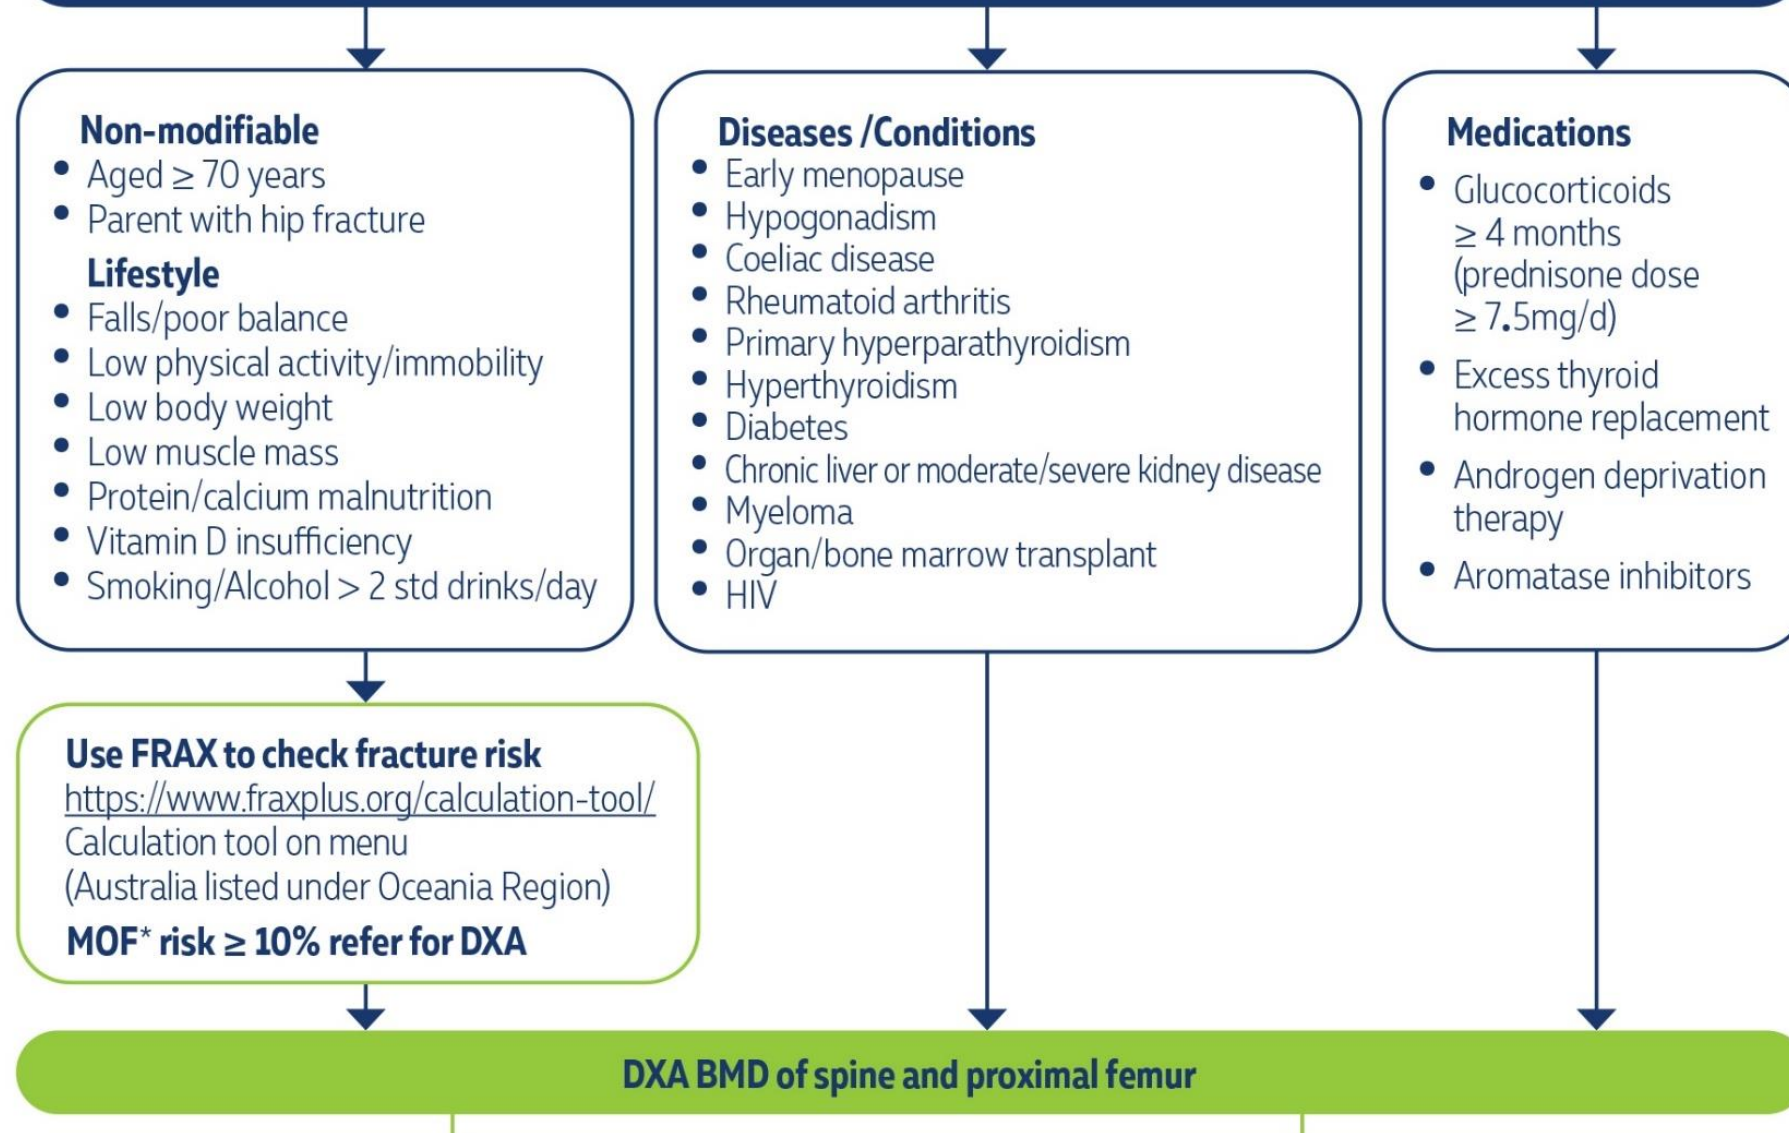 Non-modifiable
• Aged ≥ 70 years
• Parent with hip fracture
Lifestyle
• Falls/poor balance
• Low physical activity/immobility
• Low body weight
• Low muscle mass
• Protein/calcium malnutrition
• Vitamin D insufficiency
• Smoking/Alcohol > 2 std drinks/day
Diseases /Conditions
• Early menopause
• Hypogonadism
• Coeliac disease
• Rheumatoid arthritis
• Primary hyperparathyroidism
• Hyperthyroidism
• Diabetes
• Chronic liver or moderate/severe kidney disease
• Myeloma
• Organ/bone marrow transplant
• HIV
Medications
• Glucocorticoids
≥ 4 months
(prednisone dose
≥ 7.5mg/d)
• Excess thyroid
hormone replacement
• Androgen deprivation
therapy
• Aromatase inhibitors
Use FRAX to check fracture risk
https://www.fraxplus.org/calculation-tool/
Calculation tool on menu
(Australia listed under Oceania Region)
MOF* risk ≥ 10% refer for DXA
DXA BMD of spine and proximal femur